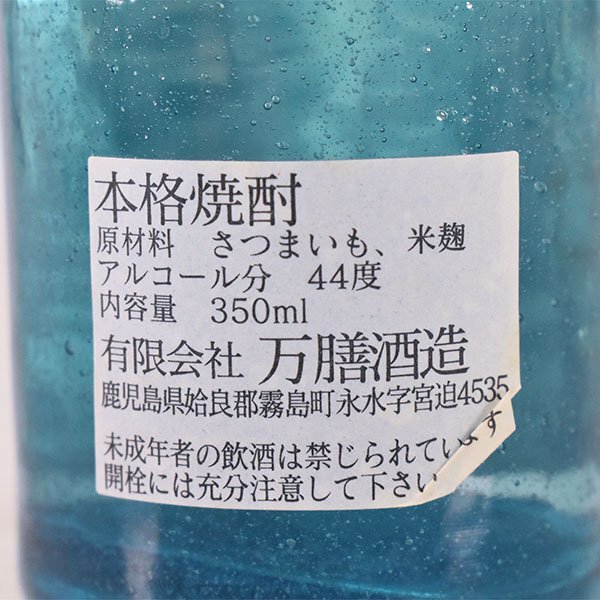 本格焼酎
原材料　さつまいも、米麹
アルコール分　44度
内容量　350ml
有限会社 万膳酒造
鹿児島県姶良郡霧島町永水字宮迫4535
未成年者の飲酒は禁じられています
開栓には充分注意して下さい